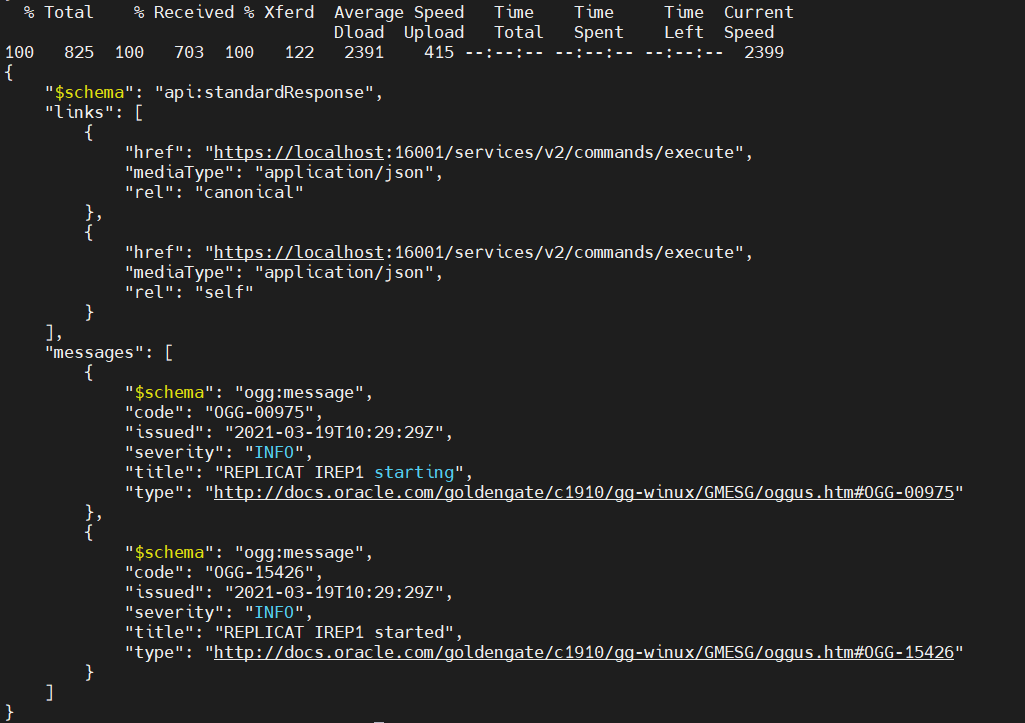 % Total    % Received % Xferd  Average Speed   Time    Time     Time  Current
                                 Dload  Upload   Total   Spent    Left  Speed
100   825  100   703  100   122   2391    415 --:--:-- --:--:-- --:--:--  2399
{
    "$schema": "api:standardResponse",
    "links": [
        {
            "href": "https://localhost:16001/services/v2/commands/execute",
            "mediaType": "application/json",
            "rel": "canonical"
        },
        {
            "href": "https://localhost:16001/services/v2/commands/execute",
            "mediaType": "application/json",
            "rel": "self"
        }
    ],
    "messages": [
        {
            "$schema": "ogg:message",
            "code": "OGG-00975",
            "issued": "2021-03-19T10:29:29Z",
            "severity": "INFO",
            "title": "REPLICAT IREP1 starting",
            "type": "http://docs.oracle.com/goldengate/c1910/gg-winux/GMESG/oggus.htm#OGG-00975"
        },
        {
            "$schema": "ogg:message",
            "code": "OGG-15426",
            "issued": "2021-03-19T10:29:29Z",
            "severity": "INFO",
            "title": "REPLICAT IREP1 started",
            "type": "http://docs.oracle.com/goldengate/c1910/gg-winux/GMESG/oggus.htm#OGG-15426"
        }
    ]
}